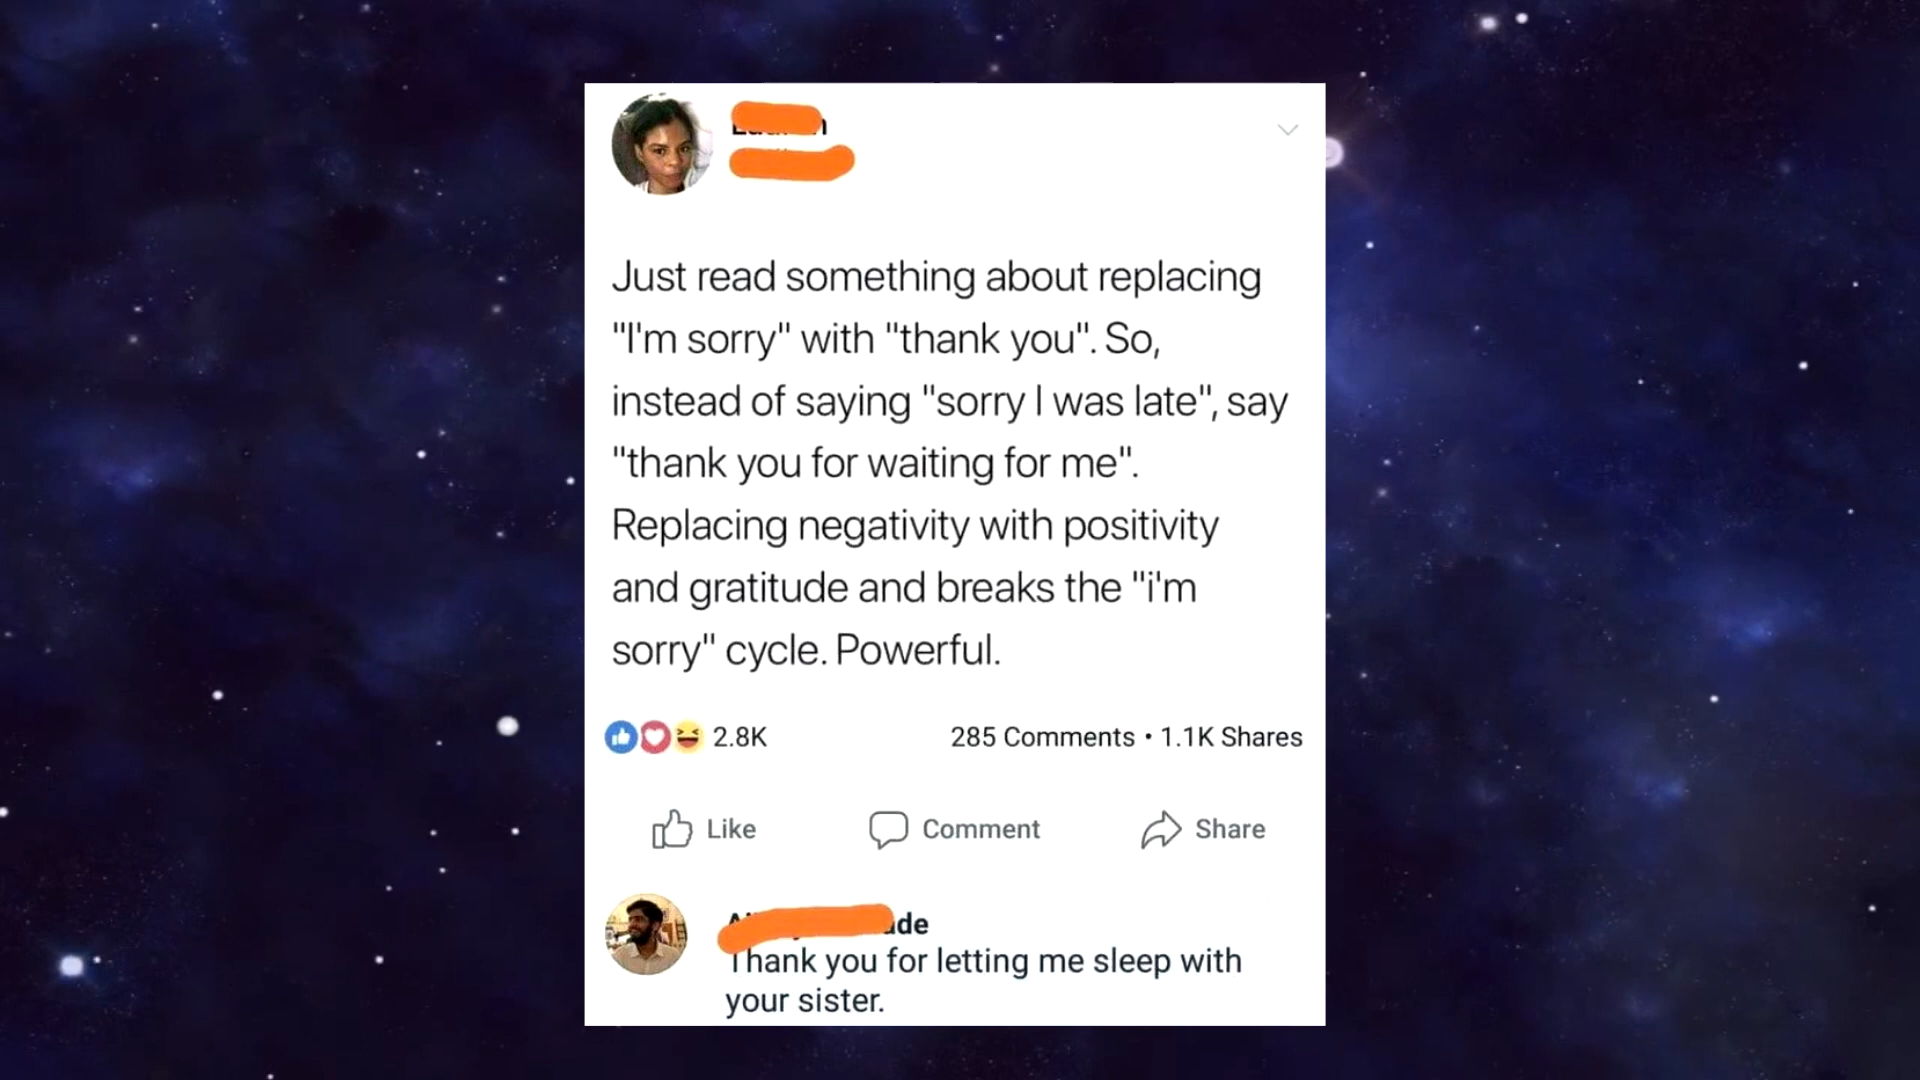 Just read something about replacing
"I'm sorry" with "thank you". So,
instead of saying "sorry I was late", say
"thank you for waiting for me".
Replacing negativity with positivity
and gratitude and breaks the "i'm
sorry" cycle. Powerful.
2.8K 285 Comments • 1.1K Shares
Like Comment Share
Thank you for letting me sleep with
your sister.